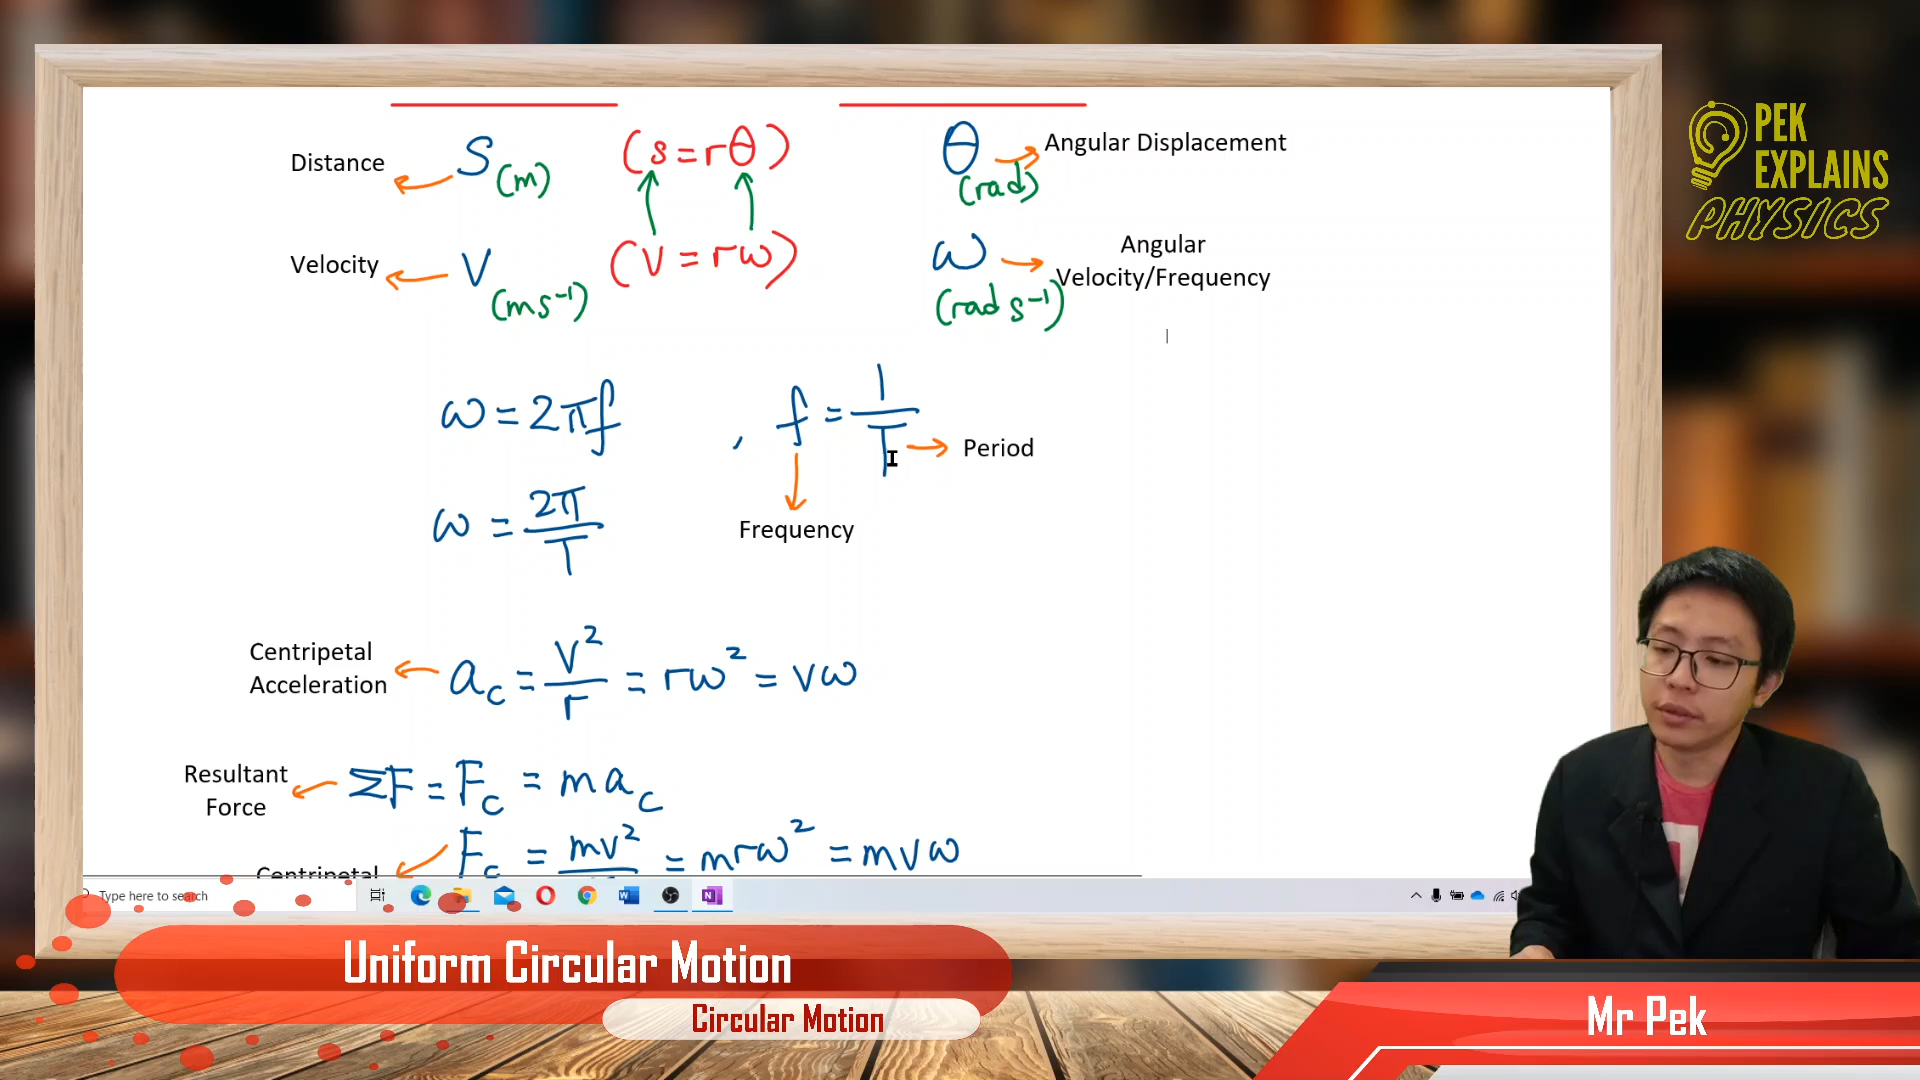 PEK
EXPLAINS
PHYSICS
Distance
S (m)
(s = rθ)
θ (rad)
Angular Displacement
Velocity
V (ms⁻¹)
(V = rω)
ω (rad s⁻¹)
Angular
Velocity/Frequency
ω = 2πf , f = 1/T
Period
Frequency
ω = 2π/T
Centripetal
Acceleration
a_c = v²/r = rω² = vω
Resultant
Force
ΣF = F_c = ma_c
Centripetal
F_c = mv² = mrω² = mvω
Type here to search
Uniform Circular Motion
Circular Motion
Mr Pek